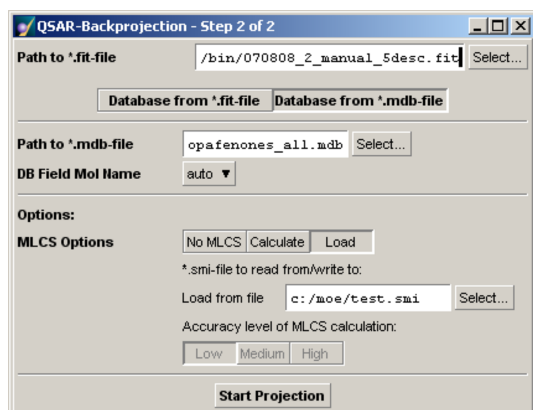 QSAR-Backprojection - Step 2 of 2
Path to *.fit-file /bin/070808_2_manual_5desc.fit Select...
Database from *.fit-file Database from *.mdb-file
Path to *.mdb-file opafenones_all.mdb Select...
DB Field Mol Name auto ▼
Options:
MLCS Options No MLCS Calculate Load
*.smi-file to read from/write to:
Load from file c:/moe/test.smi Select...
Accuracy level of MLCS calculation:
Low Medium High
Start Projection